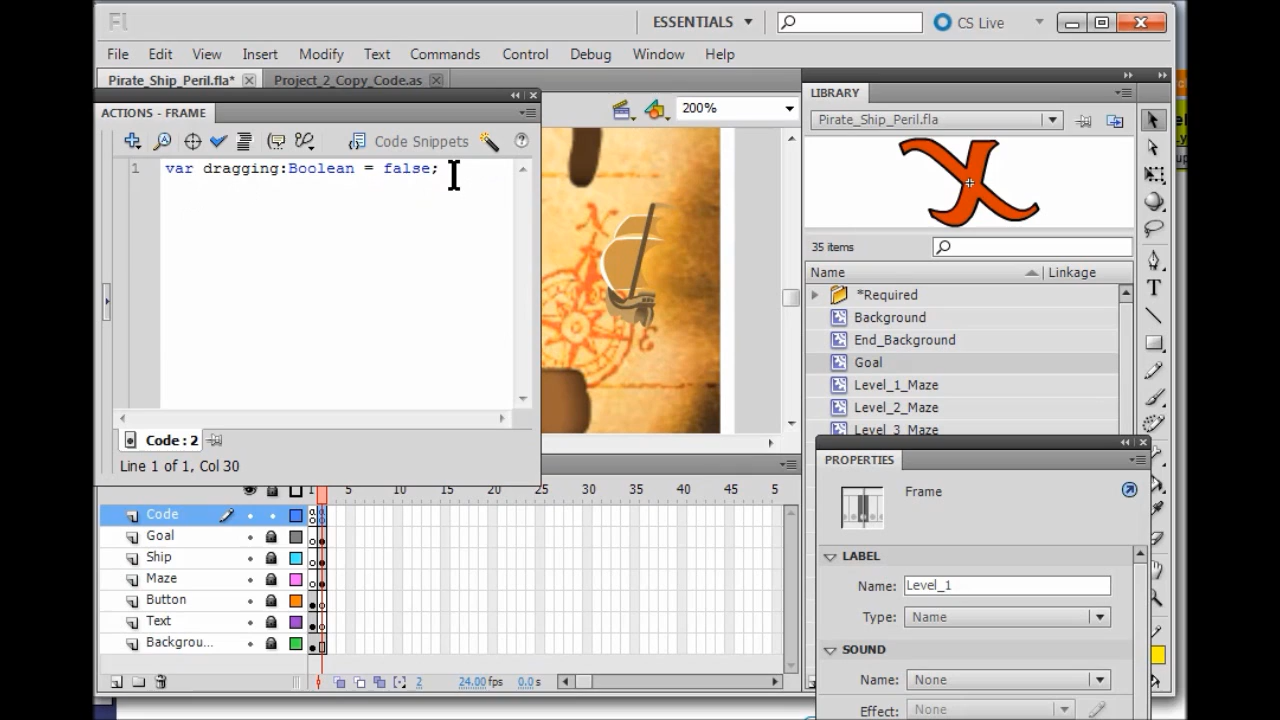 Fl
ESSENTIALS
CS Live
File Edit View Insert Modify Text Commands Control Debug Window Help
Pirate_Ship_Peril.fla* Project_2_Copy_Code.as
ACTIONS - FRAME
Code Snippets
1 var dragging:Boolean = false;
Code : 2
Line 1 of 1, Col 30
200%
LIBRARY
Pirate_Ship_Peril.fla
35 items
Name Linkage
*Required
Background
End_Background
Goal
Level_1_Maze
Level_2_Maze
Level_3_Maze
PROPERTIES
Frame
LABEL
Name: Level_1
Type: Name
SOUND
Name: None
Effect: None
1 5 10 15 20 25 30 35 40 45 5
Code
Goal
Ship
Maze
Button
Text
Backgrou...
2 24.00fps 0.0s